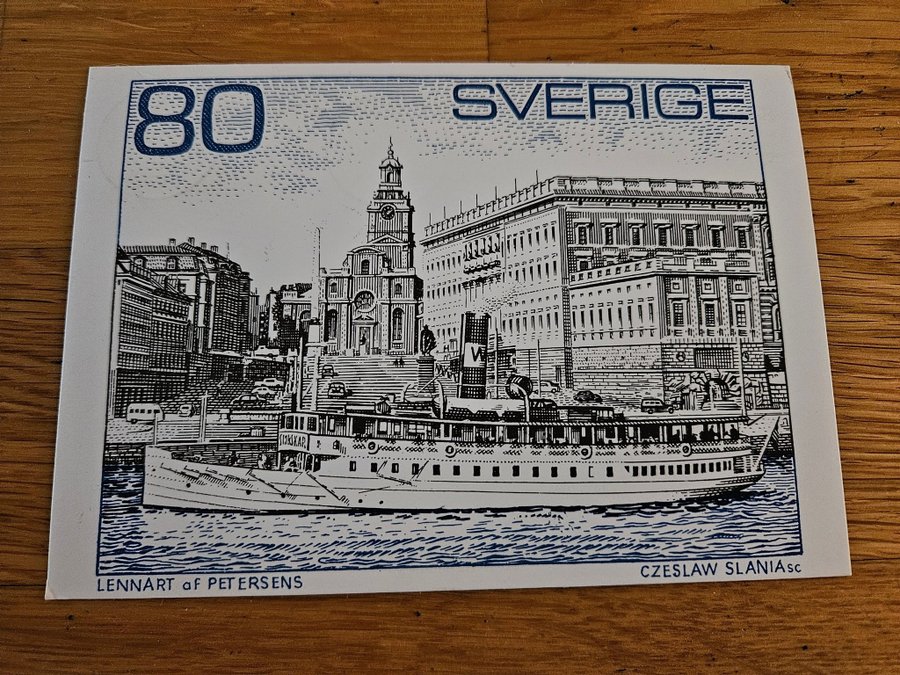 80 SVERIGE
W
LENNART af PETERSENS
CZESLAW SLANIA sc